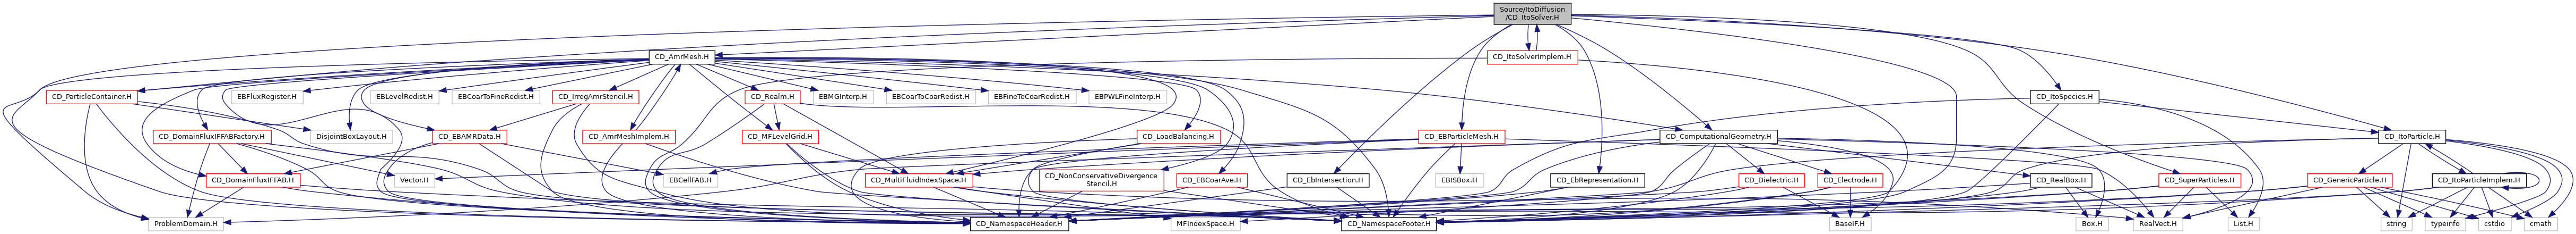 Source/ItoDiffusion
/CD_ItoSolver.H
CD_AmrMesh.H
CD_ItoSolverImplem.H
CD_ParticleContainer.H
EBFluxRegister.H
EBLevelRedist.H
EBCoarToFineRedist.H
CD_IrregAmrStencil.H
CD_Realm.H
EBMGInterp.H
EBCoarToCoarRedist.H
EBFineToCoarRedist.H
EBPWLFineInterp.H
CD_ItoSpecies.H
CD_DomainFluxIFFABFactory.H
DisjointBoxLayout.H
CD_EBAMRData.H
CD_AmrMeshImplem.H
CD_MFLevelGrid.H
CD_LoadBalancing.H
CD_EBParticleMesh.H
CD_ComputationalGeometry.H
CD_ItoParticle.H
CD_DomainFluxIFFAB.H
Vector.H
EBCellFAB.H
CD_MultiFluidIndexSpace.H
CD_NonConservativeDivergence
Stencil.H
CD_EBCoarAve.H
CD_EbIntersection.H
EBISBox.H
CD_EbRepresentation.H
CD_Dielectric.H
CD_Electrode.H
CD_RealBox.H
CD_SuperParticles.H
CD_GenericParticle.H
CD_ItoParticleImplem.H
ProblemDomain.H
CD_NamespaceHeader.H
MFIndexSpace.H
CD_NamespaceFooter.H
BaseIF.H
Box.H
RealVect.H
List.H
string
typeinfo
cstdio
cmath